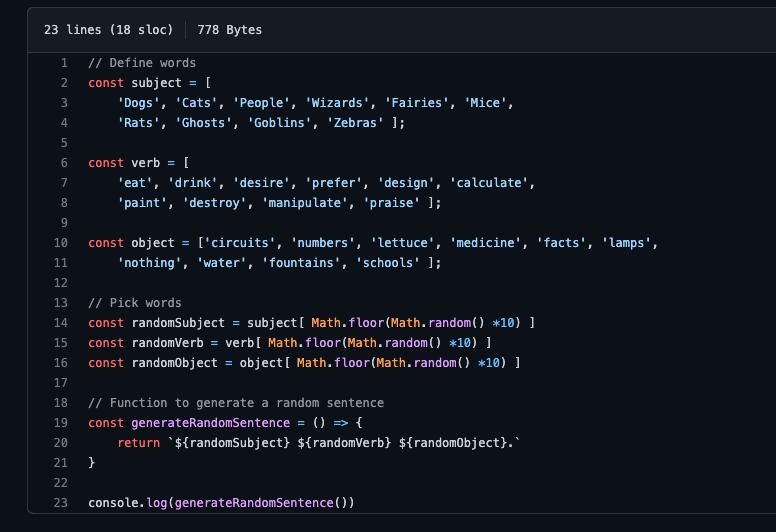 23 lines (18 sloc) 778 Bytes
1 // Define words
2 const subject = [
3     'Dogs', 'Cats', 'People', 'Wizards', 'Fairies', 'Mice',
4     'Rats', 'Ghosts', 'Goblins', 'Zebras' ];
5
6 const verb = [
7     'eat', 'drink', 'desire', 'prefer', 'design', 'calculate',
8     'paint', 'destroy', 'manipulate', 'praise' ];
9
10 const object = ['circuits', 'numbers', 'lettuce', 'medicine', 'facts', 'lamps',
11     'nothing', 'water', 'fountains', 'schools' ];
12
13 // Pick words
14 const randomSubject = subject[ Math.floor(Math.random() *10) ]
15 const randomVerb = verb[ Math.floor(Math.random() *10) ]
16 const randomObject = object[ Math.floor(Math.random() *10) ]
17
18 // Function to generate a random sentence
19 const generateRandomSentence = () => {
20     return `${randomSubject} ${randomVerb} ${randomObject}.`
21 }
22
23 console.log(generateRandomSentence())